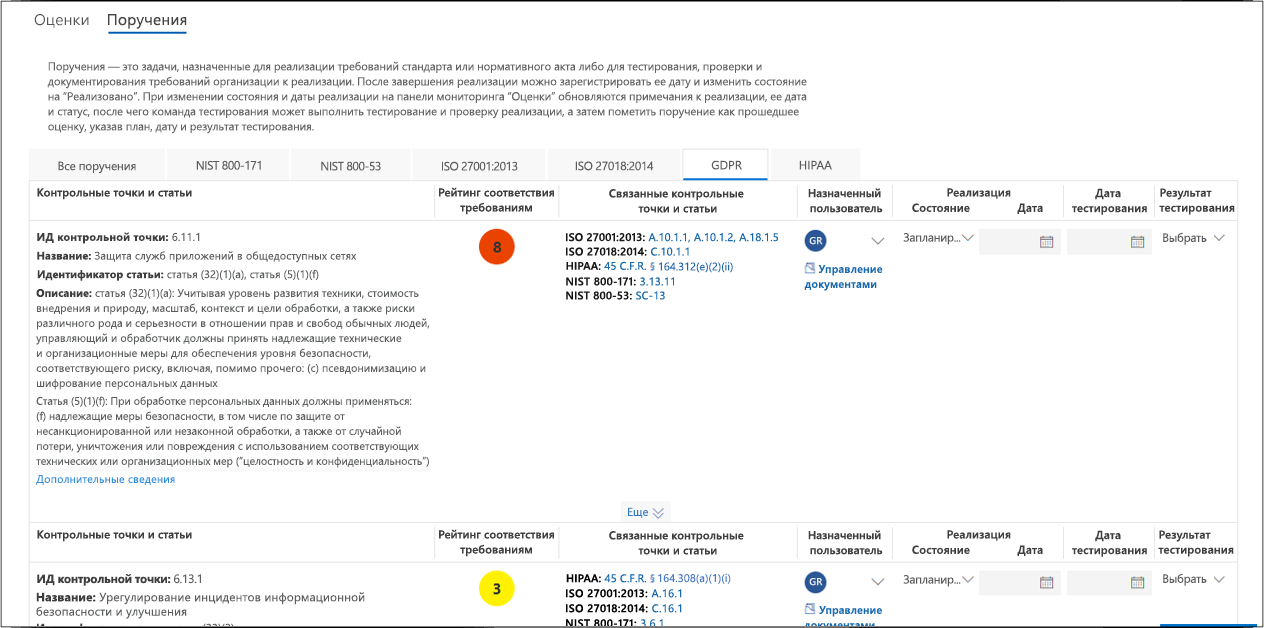 Оценки Поручения
Поручения — это задачи, назначенные для реализации требований стандарта или нормативного акта либо для тестирования, проверки и
документирования требований организации к реализации. После завершения реализации можно зарегистрировать ее дату и изменить состояние
на “Реализовано”. При изменении состояния и даты реализации на панели мониторинга “Оценки” обновляются примечания к реализации, ее дата
и статус, после чего команда тестирования может выполнить тестирование и проверку реализации, а затем пометить поручение как прошедшее
оценку, указав план, дату и результат тестирования.
Все поручения NIST 800-171 NIST 800-53 ISO 27001:2013 ISO 27018:2014 GDPR HIPAA
Контрольные точки и статьи
Рейтинг соответствия
требованиям
Связанные контрольные
точки и статьи
Назначенный
пользователь
Реализация
Состояние Дата
Дата
тестирования
Результат
тестирования
ИД контрольной точки: 6.11.1
Название: Защита служб приложений в общедоступных сетях
Идентификатор статьи: статья (32)(1)(a), статья (5)(1)(f)
Описание: статья (32)(1)(a): Учитывая уровень развития техники, стоимость
внедрения и природу, масштаб, контекст и цели обработки, а также риски
различного рода и серьезности в отношении прав и свобод обычных людей,
управляющий и обработчик должны принять надлежащие технические
и организационные меры для обеспечения уровня безопасности,
соответствующего риску, включая, помимо прочего: (c) псевдонимизацию и
шифрование персональных данных
Статья (5)(1)(f): При обработке персональных данных должны применяться:
(f) надлежащие меры безопасности, в том числе по защите от
несанкционированной или незаконной обработки, а также от случайной
потери, уничтожения или повреждения с использованием соответствующих
технических или организационных мер (“целостность и конфиденциальность”)
Дополнительные сведения
8
ISO 27001:2013: A.10.1.1, A.10.1.2, A.18.1.5
ISO 27018:2014: C.10.1.1
HIPAA: 45 C.F.R. § 164.312(e)(2)(ii)
NIST 800-171: 3.13.11
NIST 800-53: SC-13
GR
Управление
документами
Запланир...
Выбрать
Еще
Контрольные точки и статьи
Рейтинг соответствия
требованиям
Связанные контрольные
точки и статьи
Назначенный
пользователь
Реализация
Состояние Дата
Дата
тестирования
Результат
тестирования
ИД контрольной точки: 6.13.1
Название: Урегулирование инцидентов информационной
безопасности и улучшения
3
HIPAA: 45 C.F.R. § 164.308(a)(1)(i)
ISO 27001:2013: A.16.1
ISO 27018:2014: C.16.1
NIST 800-171: 3.6.1
GR
Управление
документами
Запланир...
Выбрать